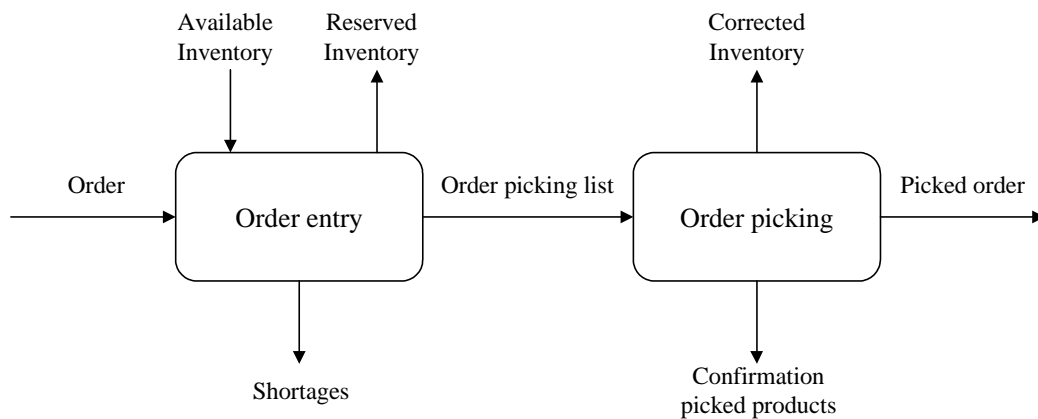 Available
Inventory
Reserved
Inventory
Corrected
Inventory
Order
Order entry
Order picking list
Order picking
Picked order
Shortages
Confirmation
picked products